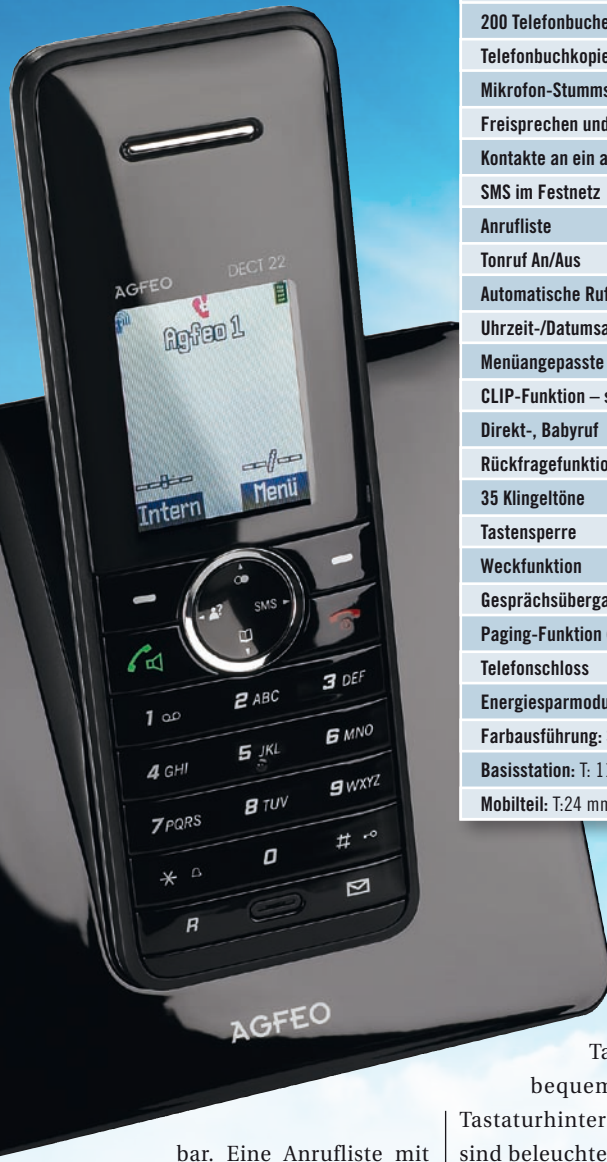 AGFEO
DECT 22
Agfeo 1
Intern
Menü
SMS
1
2 ABC
3 DEF
4 GHI
5 JKL
6 MNO
7 PQRS
8 TUV
9 WXYZ
* 
0
#
R
AGFEO
200 Telefonbuche
Telefonbuchkopie
Mikrofon-Stumms
Freisprechen und
Kontakte an ein a
SMS im Festnetz
Anrufliste
Tonruf An/Aus
Automatische Ruf
Uhrzeit-/Datumsa
Menüangepasste
CLIP-Funktion – s
Direkt-, Babyruf
Rückfragefunktio
35 Klingeltöne
Tastensperre
Weckfunktion
Gesprächsüberga
Paging-Funktion
Telefonschloss
Energiesparmodu
Farbausführung:
Basisstation: T: 1
Mobilteil: T:24 mm
bar. Eine Anrufliste mit
Ta
bequem
Tastaturhinter
sind beleuchte